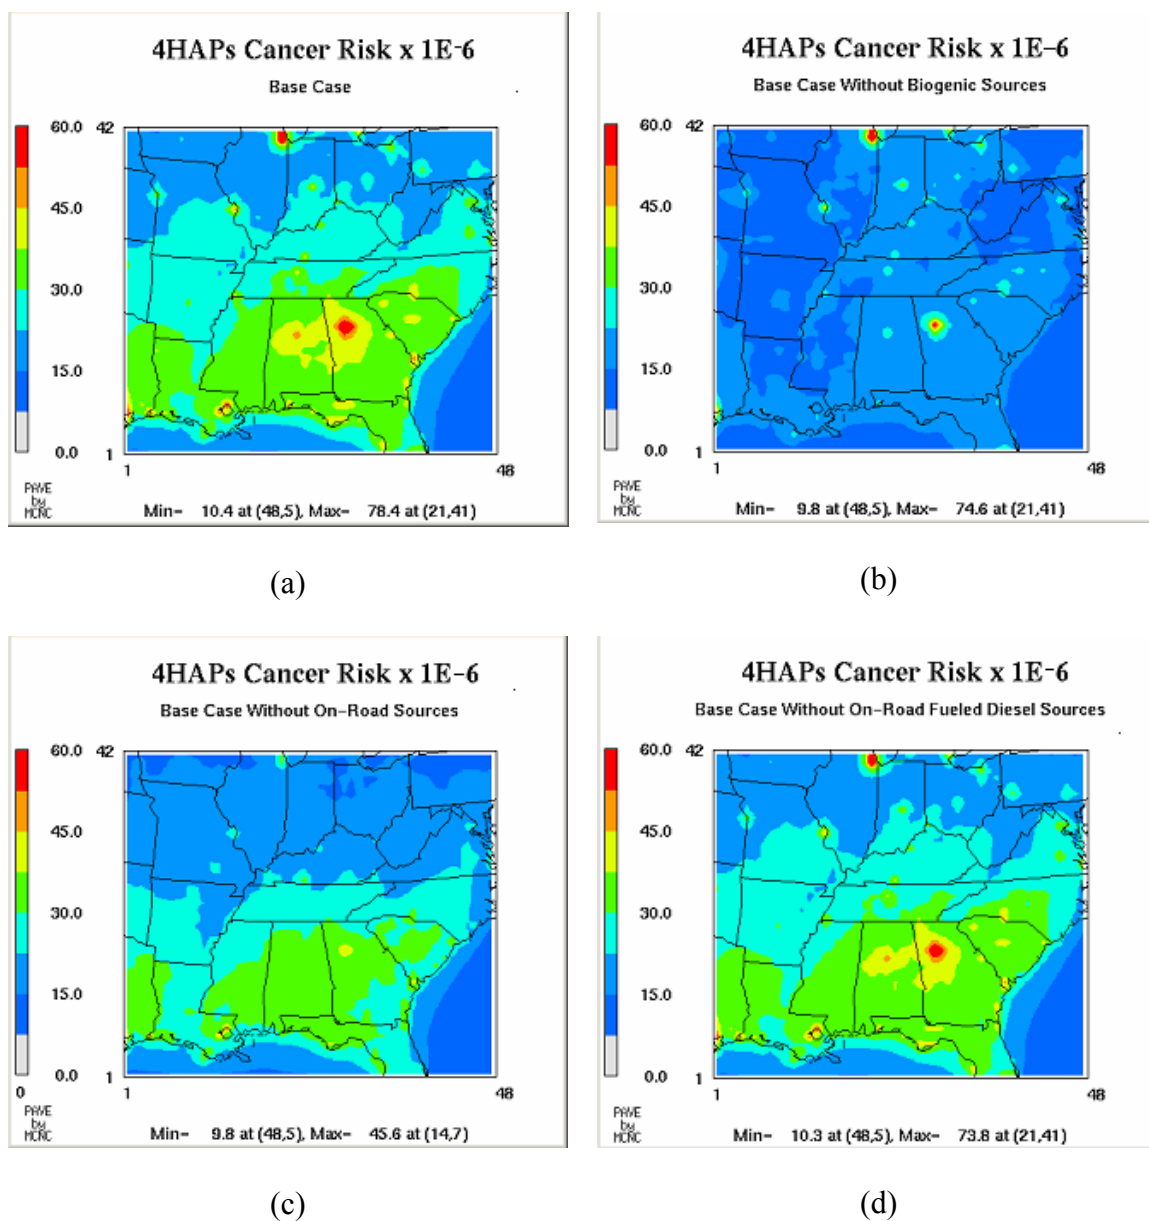 4HAPs Cancer Risk x 1E-6
Base Case
60.0
42
45.0
30.0
15.0
0.0
1
1
48
PAVE
by
MCNC
Min= 10.4 at (48,5), Max= 78.4 at (21,41)
(a)
4HAPs Cancer Risk x 1E-6
Base Case Without Biogenic Sources
60.0
42
45.0
30.0
15.0
0.0
1
1
48
PAVE
by
MCNC
Min= 9.8 at (48,5), Max= 74.6 at (21,41)
(b)
4HAPs Cancer Risk x 1E-6
Base Case Without On-Road Sources
60.0
42
45.0
30.0
15.0
0.0
1
0
1
48
PAVE
by
MCNC
Min= 9.8 at (48,5), Max= 45.6 at (14,7)
(c)
4HAPs Cancer Risk x 1E-6
Base Case Without On-Road Fueled Diesel Sources
60.0
42
45.0
30.0
15.0
0.0
1
1
48
PAVE
by
MCNC
Min= 10.3 at (48,5), Max= 73.8 at (21,41)
(d)